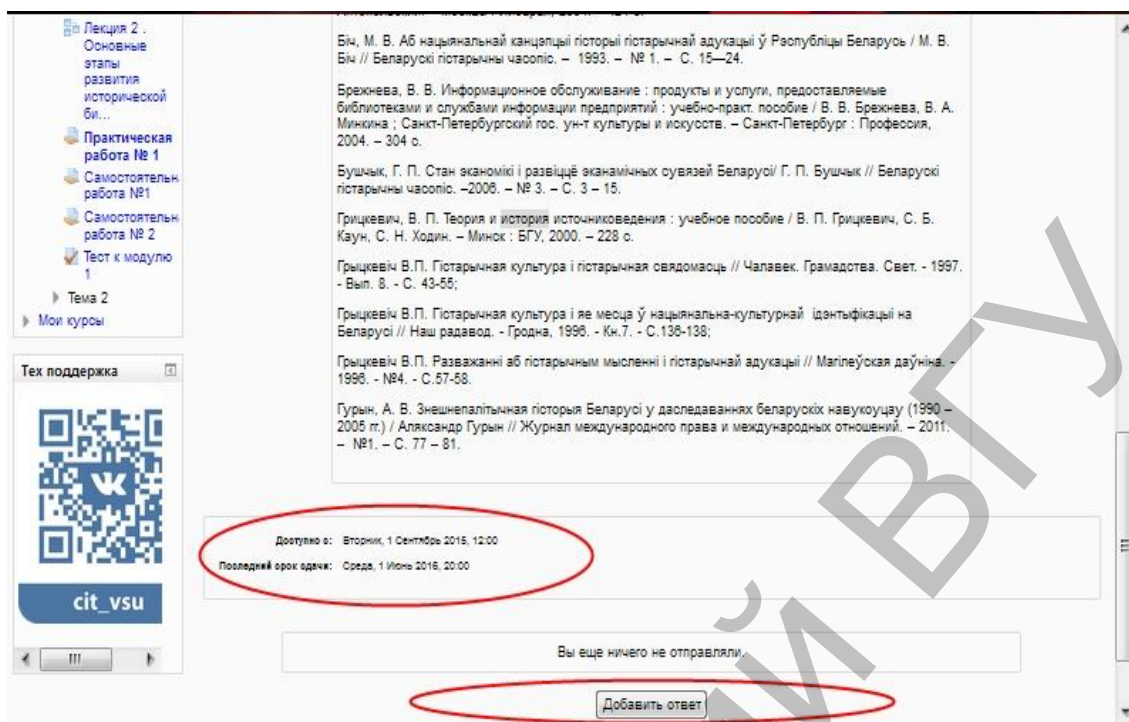 Лекция 2 .
Основные
этапы
развития
исторической
би...
Практическая
работа № 1
Самостоятельн
работа №1
Самостоятельн
работа № 2
Тест к модулю
1
Тема 2
Мои курсы
Тех поддержка
cit_vsu
Біч, М. В. Аб нацыянальнай канцэпцыі гісторыі гістарычнай адукацыі ў Рэспубліцы Беларусь / М. В.
Біч // Беларускі гістарычны часопіс. – 1993. – № 1. – С. 15—24.
Брежнева, В. В. Информационное обслуживание : продукты и услуги, предоставляемые
библиотеками и службами информации предприятий : учебно-практ. пособие / В. В. Брежнева, В. А.
Минкина ; Санкт-Петербургский гос. ун-т культуры и искусств. – Санкт-Петербург : Профессия,
2004. – 304 с.
Бушчык, Г. П. Стан эканомікі і развіццё эканамічных сувязей Беларусі/ Г. П. Бушчык // Беларускі
гістарычны часопіс. –2006. – № 3. – С. 3 – 15.
Грицкевич, В. П. Теория и история источниковедения : учебное пособие / В. П. Грицкевич, С. Б.
Каун, С. Н. Ходин. – Минск : БГУ, 2000. – 228 с.
Грыцкевіч В.П. Гістарычная культура і гістарычная свядомасць // Чалавек. Грамадства. Свет. - 1997.
- Вып. 8. - С. 43-55;
Грыцкевіч В.П. Гістарычная культура і яе месца ў нацыянальна-культурнай ідэнтыфікацыі на
Беларусі // Наш радавод. - Гродна, 1996. - Кн.7. - С.136-138;
Грыцкевіч В.П. Разважанні аб гістарычным мысленні і гістарычнай адукацыі // Магілеўская даўніна. -
1996. - №4. - С.57-58.
Гурын, А. В. Знешнепалітычная гісторыя Беларусі у даследаваннях беларускіх навукоуцау (1990 –
2005 гг.) / Аляксандр Гурын // Журнал международного права и международных отношений. – 2011.
– №1. – С. 77 – 81.
Доступно с: Вторник, 1 Сентябрь 2015, 12:00
Последний срок сдачи: Среда, 1 Июнь 2016, 20:00
Вы еще ничего не отправляли.
Добавить ответ
ИЙ ВГУ